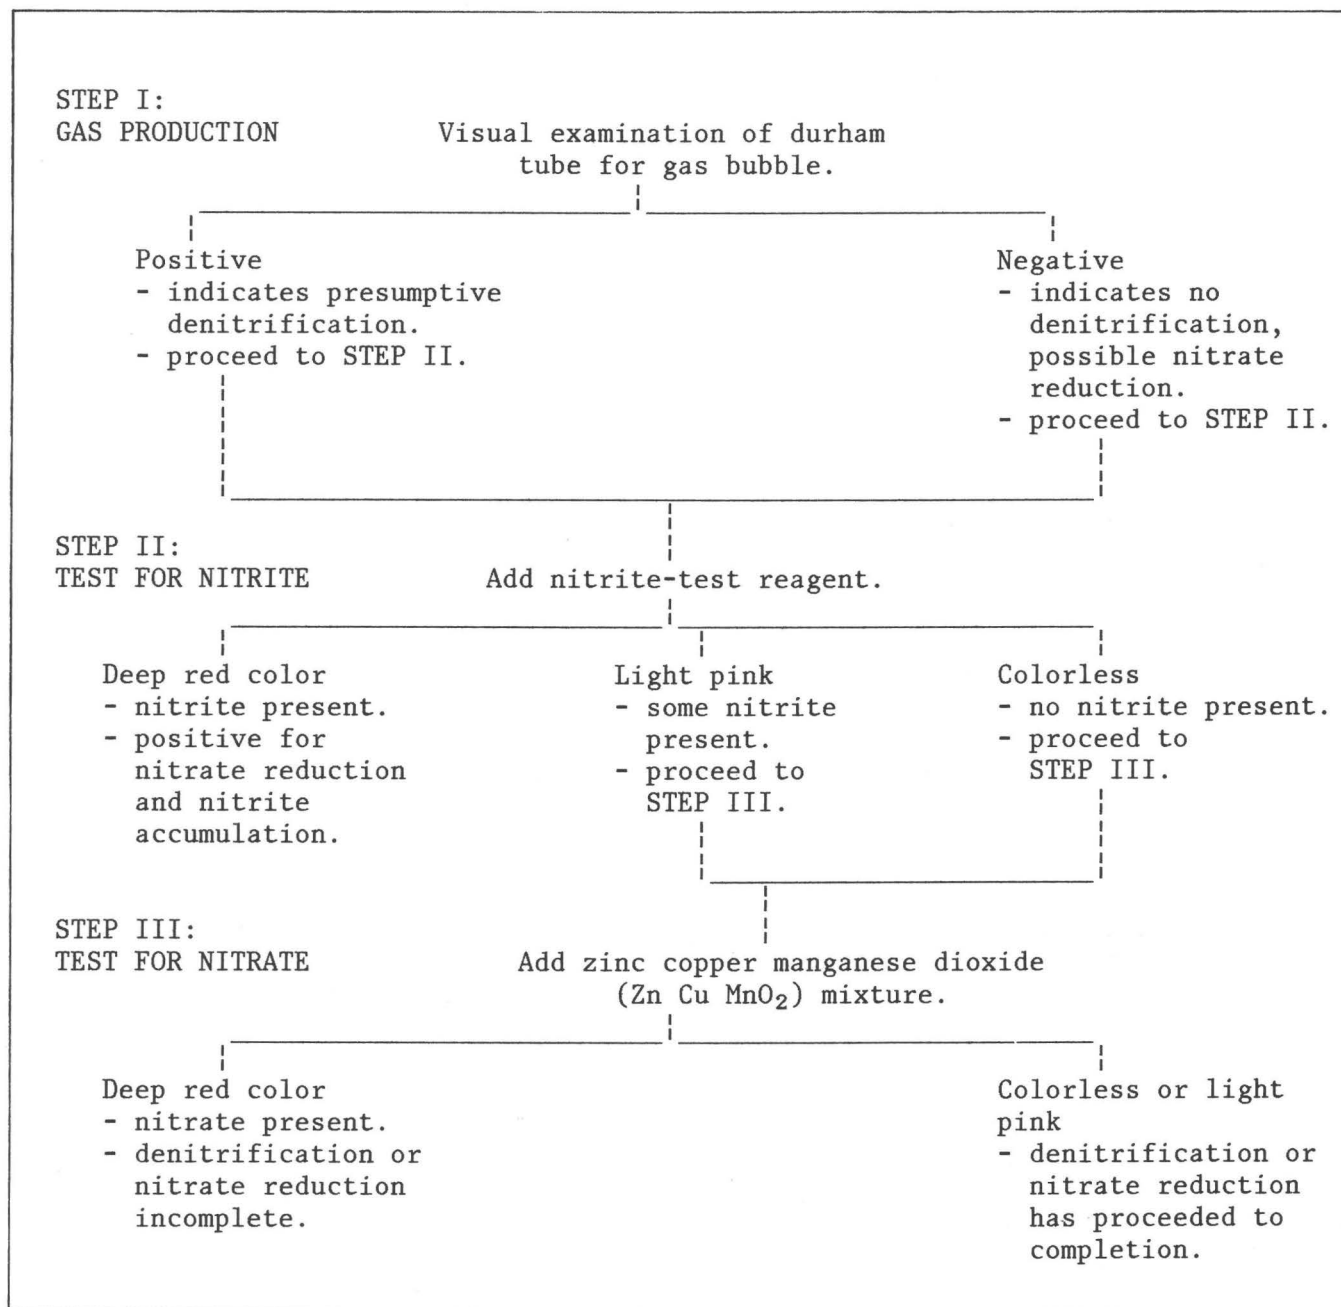 STEP I:
GAS PRODUCTION
Visual examination of durham
tube for gas bubble.
Positive
- indicates presumptive
denitrification.
- proceed to STEP II.
Negative
- indicates no
denitrification,
possible nitrate
reduction.
- proceed to STEP II.
STEP II:
TEST FOR NITRITE
Add nitrite-test reagent.
Deep red color
- nitrite present.
- positive for
nitrate reduction
and nitrite
accumulation.
Light pink
- some nitrite
present.
- proceed to
STEP III.
Colorless
- no nitrite present.
- proceed to
STEP III.
STEP III:
TEST FOR NITRATE
Add zinc copper manganese dioxide
(Zn Cu MnO₂) mixture.
Deep red color
- nitrate present.
- denitrification or
nitrate reduction
incomplete.
Colorless or light
pink
- denitrification or
nitrate reduction
has proceeded to
completion.